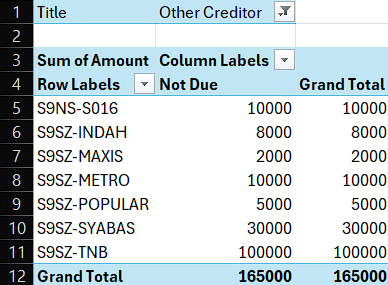 1 Title Other Creditor
2
3 Sum of Amount Column Labels
4 Row Labels Not Due Grand Total
5 S9NS-S016 10000 10000
6 S9SZ-INDAH 8000 8000
7 S9SZ-MAXIS 2000 2000
8 S9SZ-METRO 10000 10000
9 S9SZ-POPULAR 5000 5000
10 S9SZ-SYABAS 30000 30000
11 S9SZ-TNB 100000 100000
12 Grand Total 165000 165000